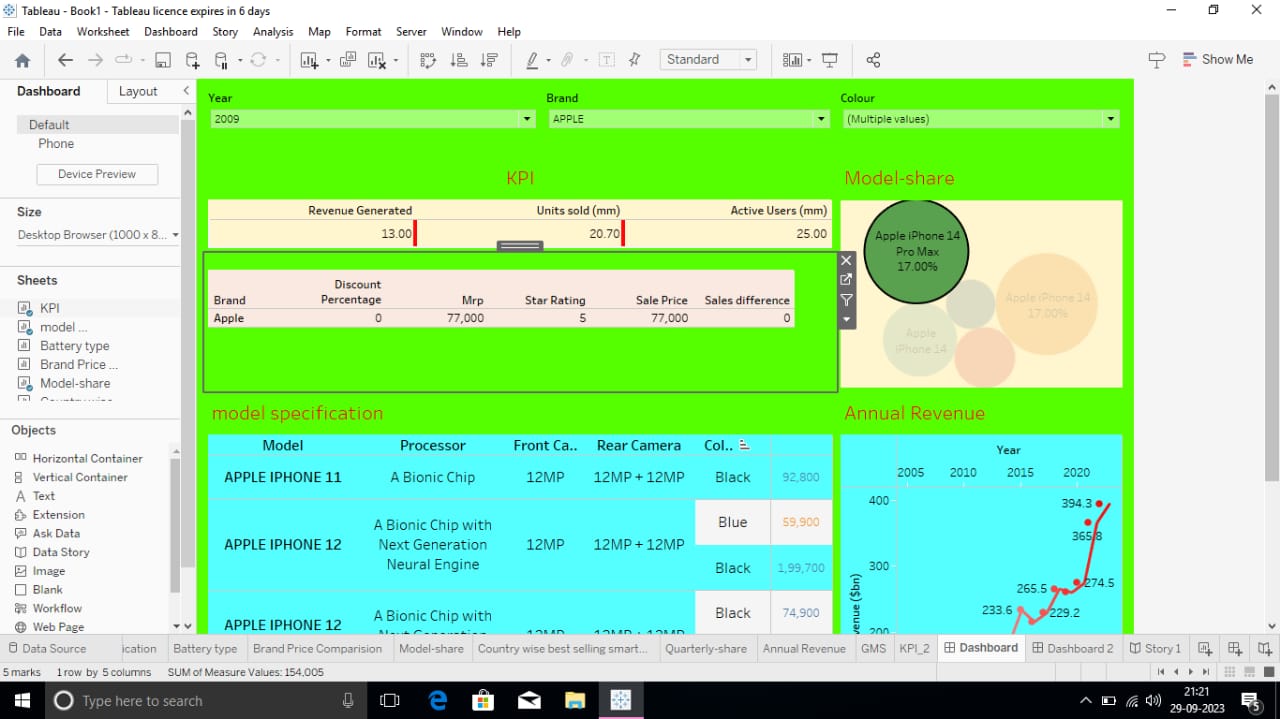 Tableau - Book1 - Tableau licence expires in 6 days
File Data Worksheet Dashboard Story Analysis Map Format Server Window Help
Standard
Show Me
Dashboard Layout
Default
Phone
Device Preview
Size
Desktop Browser (1000 x 8...
Sheets
KPI
model ...
Battery type
Brand Price ...
Model-share
Objects
Horizontal Container
Vertical Container
Text
Extension
Ask Data
Data Story
Image
Blank
Workflow
Web Page
Year Brand Colour
2009 APPLE (Multiple values)
KPI
Revenue Generated Units sold (mm) Active Users (mm)
13.00 20.70 25.00
Discount
Brand Percentage Mrp Star Rating Sale Price Sales difference
Apple 0 77,000 5 77,000 0
Model-share
Apple iPhone 14
Pro Max
17.00%
Apple iPhone 14
17.00%
Apple
iPhone 14
model specification
Model Processor Front Ca.. Rear Camera Col..
APPLE IPHONE 11 A Bionic Chip 12MP 12MP + 12MP Black 92,800
APPLE IPHONE 12 A Bionic Chip with
Next Generation
Neural Engine 12MP 12MP + 12MP Blue 59,900
Black 1,99,700
APPLE IPHONE 12 A Bionic Chip with
Black 74,900
Annual Revenue
Year
2005 2010 2015 2020
400
300
200
394.3
365.8
274.5
265.5
233.6
229.2
venue ($bn)
Data Source ication Battery type Brand Price Comparision Model-share Country wise best selling smart... Quarterly-share Annual Revenue GMS KPI_2 Dashboard Dashboard 2 Story 1
5 marks 1 row by 5 columns SUM of Measure Values: 154,005
Type here to search
21:21
29-09-2023
5